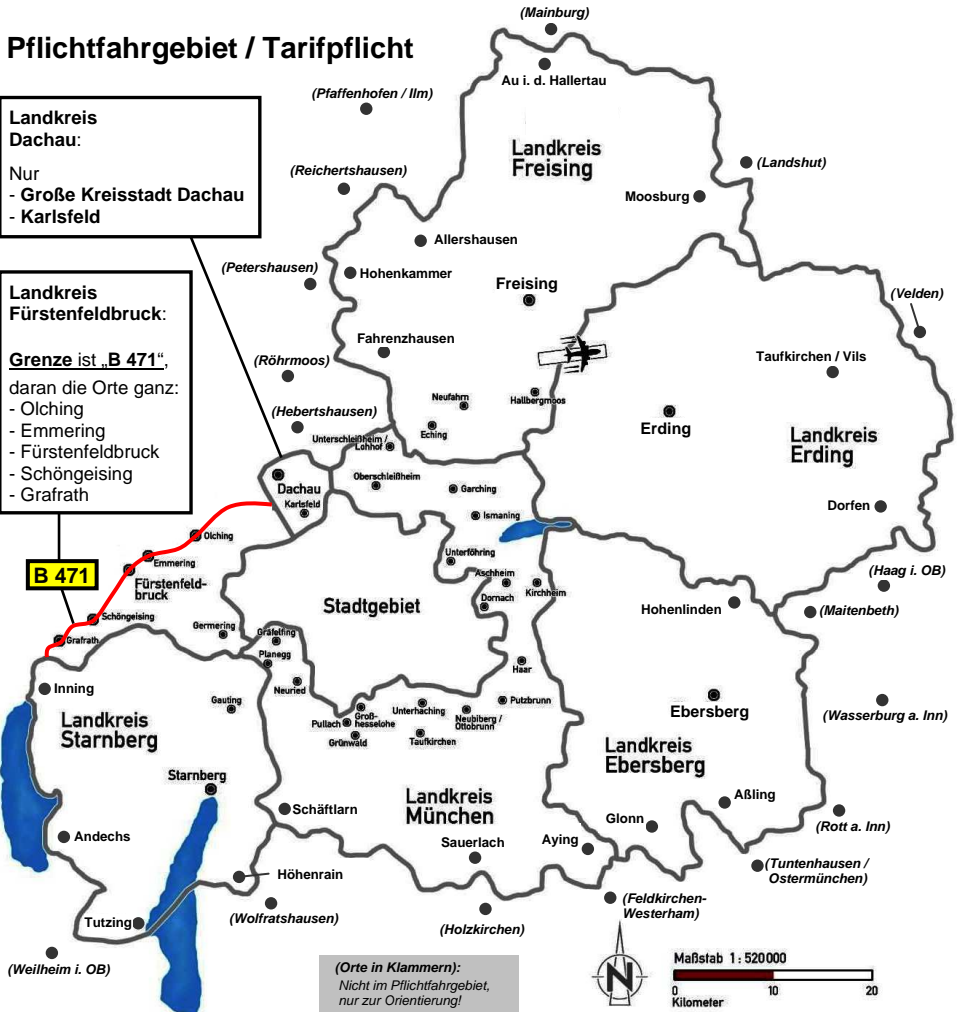 Pflichtfahrgebiet / Tarifpflicht
Landkreis
Dachau:
Nur
- Große Kreisstadt Dachau
- Karlsfeld
Landkreis
Fürstenfeldbruck:
Grenze ist „B 471“,
daran die Orte ganz:
- Olching
- Emmering
- Fürstenfeldbruck
- Schöngeising
- Grafrath
B 471
(Mainburg)
Au i. d. Hallertau
(Pfaffenhofen / Ilm)
Landkreis
Freising
(Landshut)
(Reichertshausen)
Moosburg
Allershausen
(Petershausen)
Hohenkammer
Freising
(Velden)
Fahrenzhausen
(Röhrmoos)
Taufkirchen / Vils
Neufahrn
Hallbergmoos
(Hebertshausen)
Eching
Erding
Unterschleißheim /
Lohhof
Landkreis
Erding
Dachau
Oberschleißheim
Garching
Karlsfeld
Ismaning
Dorfen
Olching
Emmering
Unterföhring
Fürstenfeld-
bruck
Aschheim
Kirchheim
Dornach
(Haag i. OB)
Stadtgebiet
Hohenlinden
(Maitenbeth)
Schöngeising
Germering
Gräfelfing
Grafrath
Planegg
Haar
Inning
Neuried
Gauting
Putzbrunn
Ebersberg
(Wasserburg a. Inn)
Landkreis
Starnberg
Pullach
Groß-
hesselohe
Unterhaching
Neubiberg /
Ottobrunn
Grünwald
Taufkirchen
Landkreis
Ebersberg
Starnberg
Schäftlarn
Landkreis
München
Aßling
Glonn
(Rott a. Inn)
Andechs
Sauerlach
Aying
Höhenrain
(Tuntenhausen /
Ostermünchen)
Tutzing
(Wolfratshausen)
(Holzkirchen)
(Feldkirchen-
Westerham)
(Weilheim i. OB)
(Orte in Klammern):
Nicht im Pflichtfahrgebiet,
nur zur Orientierung!
N
Maßstab 1:520000
0 10 20
Kilometer